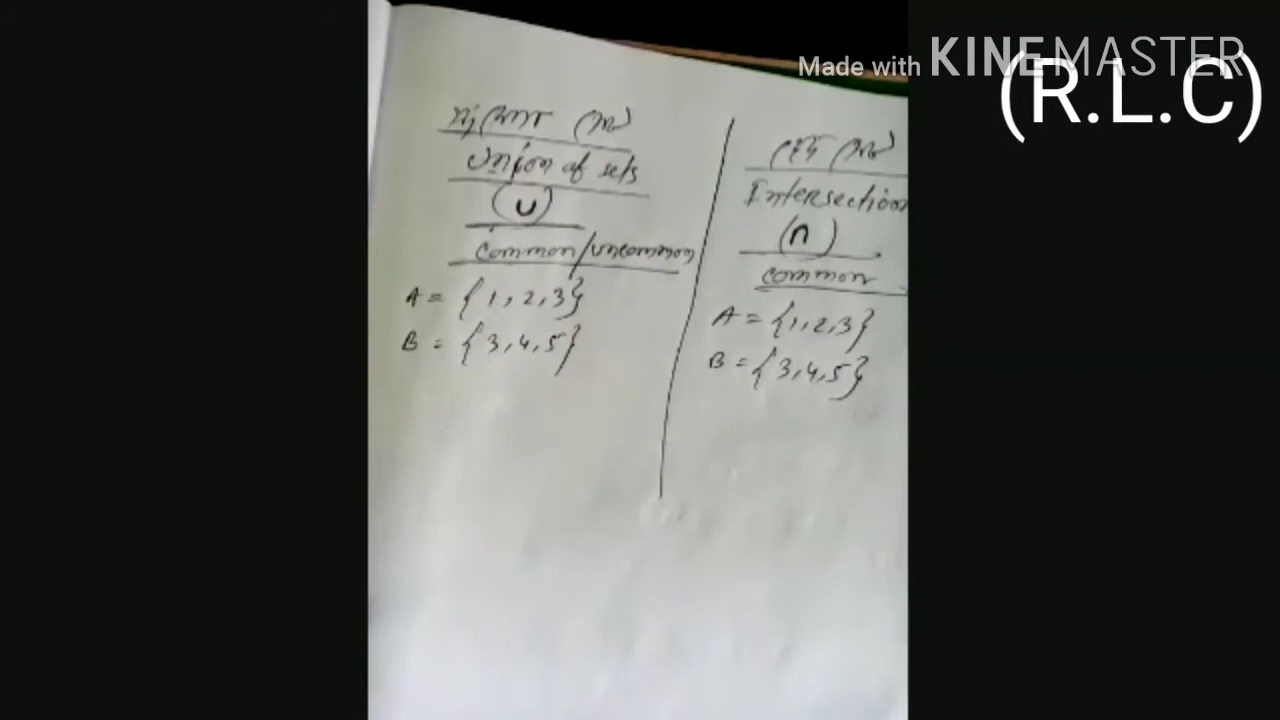 Made with KINEMASTER
(R.L.C)
সংযোগ সেট
Union of sets
(∪)
common/uncommon
A = {1, 2, 3}
B = {3, 4, 5}
ছেদ সেট
Intersection
(∩)
common
A = {1, 2, 3}
B = {3, 4, 5}